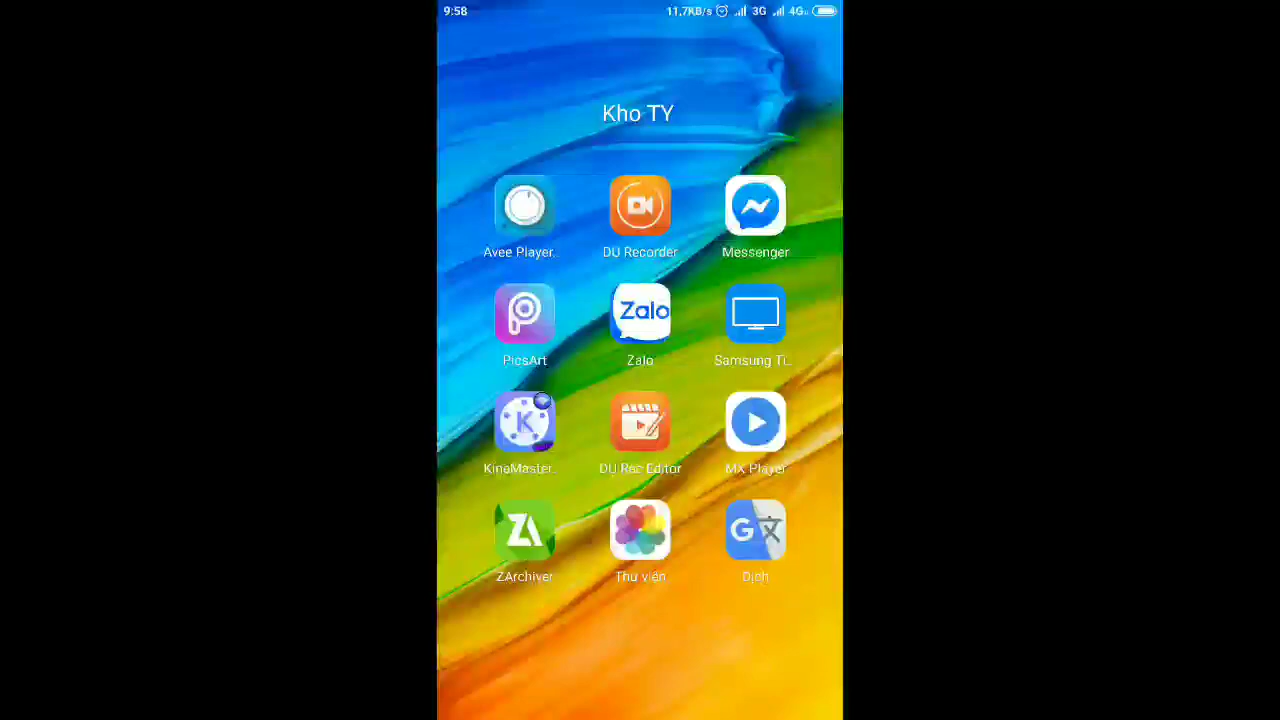 9:58
11,7KB/s 3G 4G
Kho TY
Avee Player.
DU Recorder
Messenger
Zalo
PicsArt
Zalo
Samsung Ti..
K
KineMaster.
DU Rec Editor
MX Player
ZA
G
ZArchiver
Thư viện
Dịch